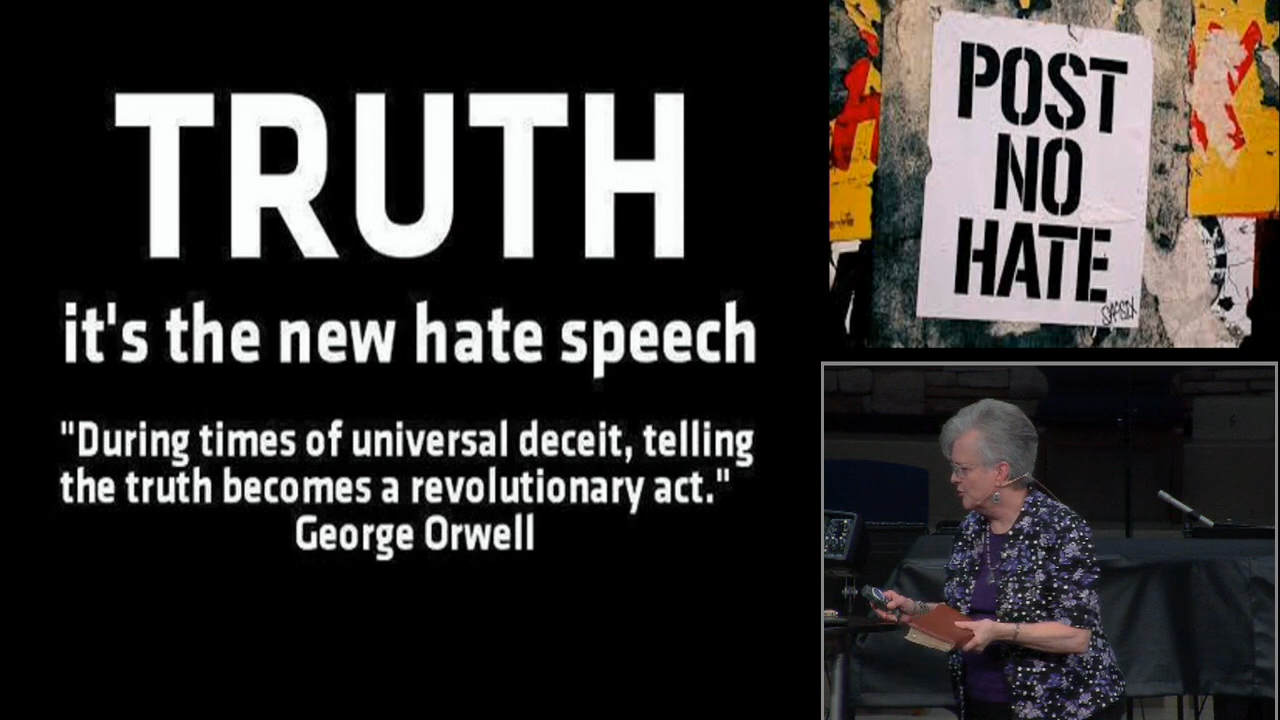 TRUTH
it's the new hate speech
"During times of universal deceit, telling
the truth becomes a revolutionary act."
George Orwell
POST
NO
HATE